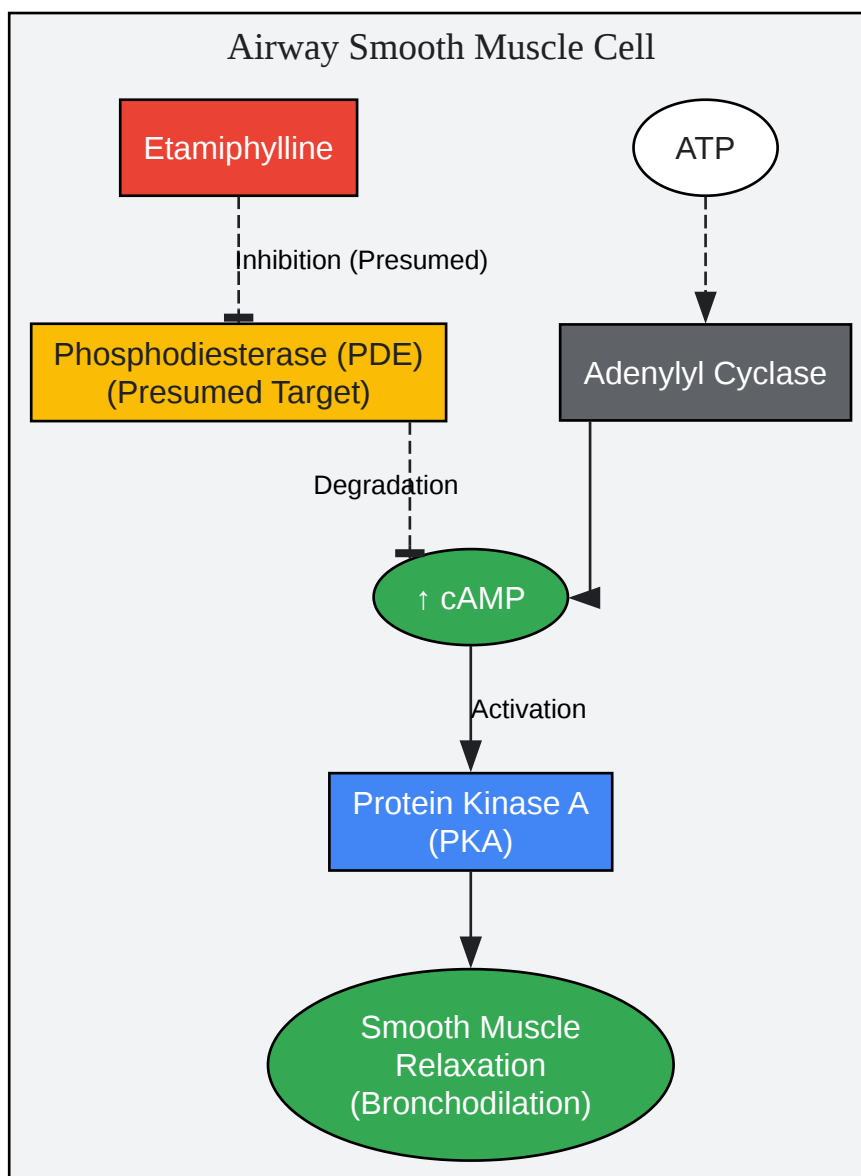 Airway Smooth Muscle Cell
Etamiphylline
ATP
Inhibition (Presumed)
Phosphodiesterase (PDE)
(Presumed Target)
Adenylyl Cyclase
Degradation
↑ cAMP
Activation
Protein Kinase A
(PKA)
Smooth Muscle
Relaxation
(Bronchodilation)